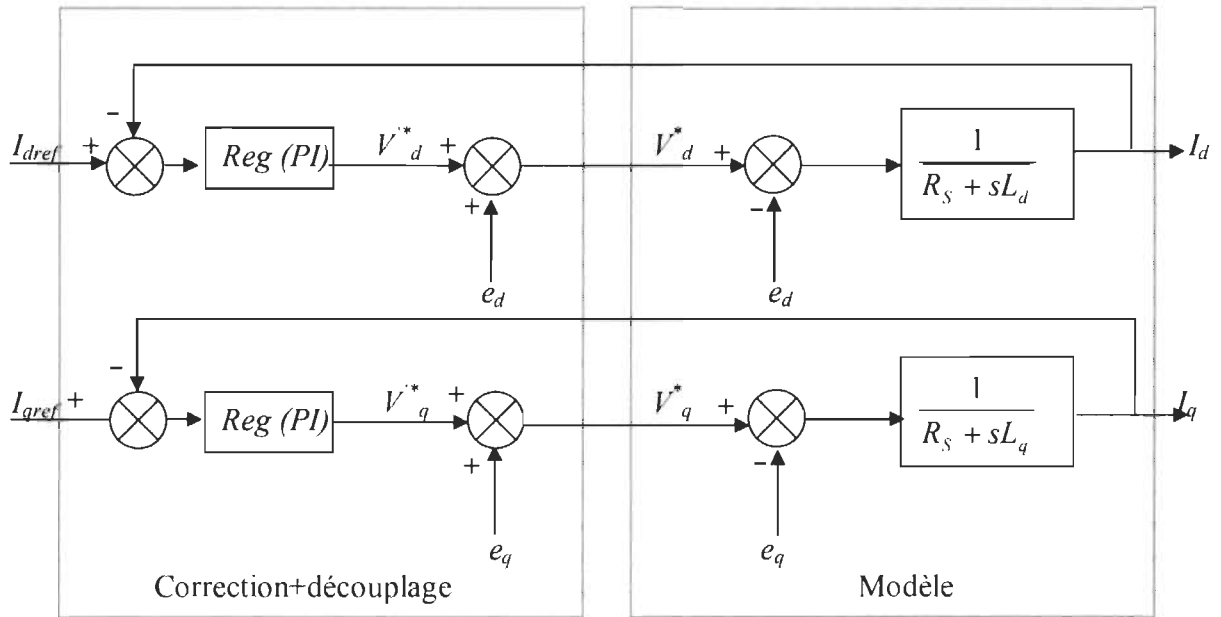 I_dref + − Reg (PI) V'*_d + + V*_d + − 1 / (R_S + sL_d) I_d
e_d e_d
I_qref + − Reg (PI) V'*_q + + V*_q + − 1 / (R_S + sL_q) I_q
e_q e_q
Correction+découplage Modèle